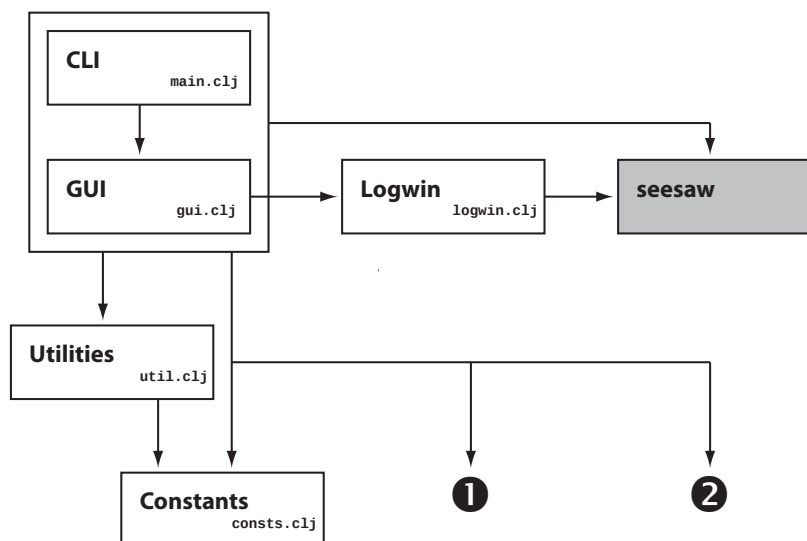 CLI
main.clj
GUI
gui.clj
Logwin
logwin.clj
seesaw
Utilities
util.clj
Constants
consts.clj
❶
❷